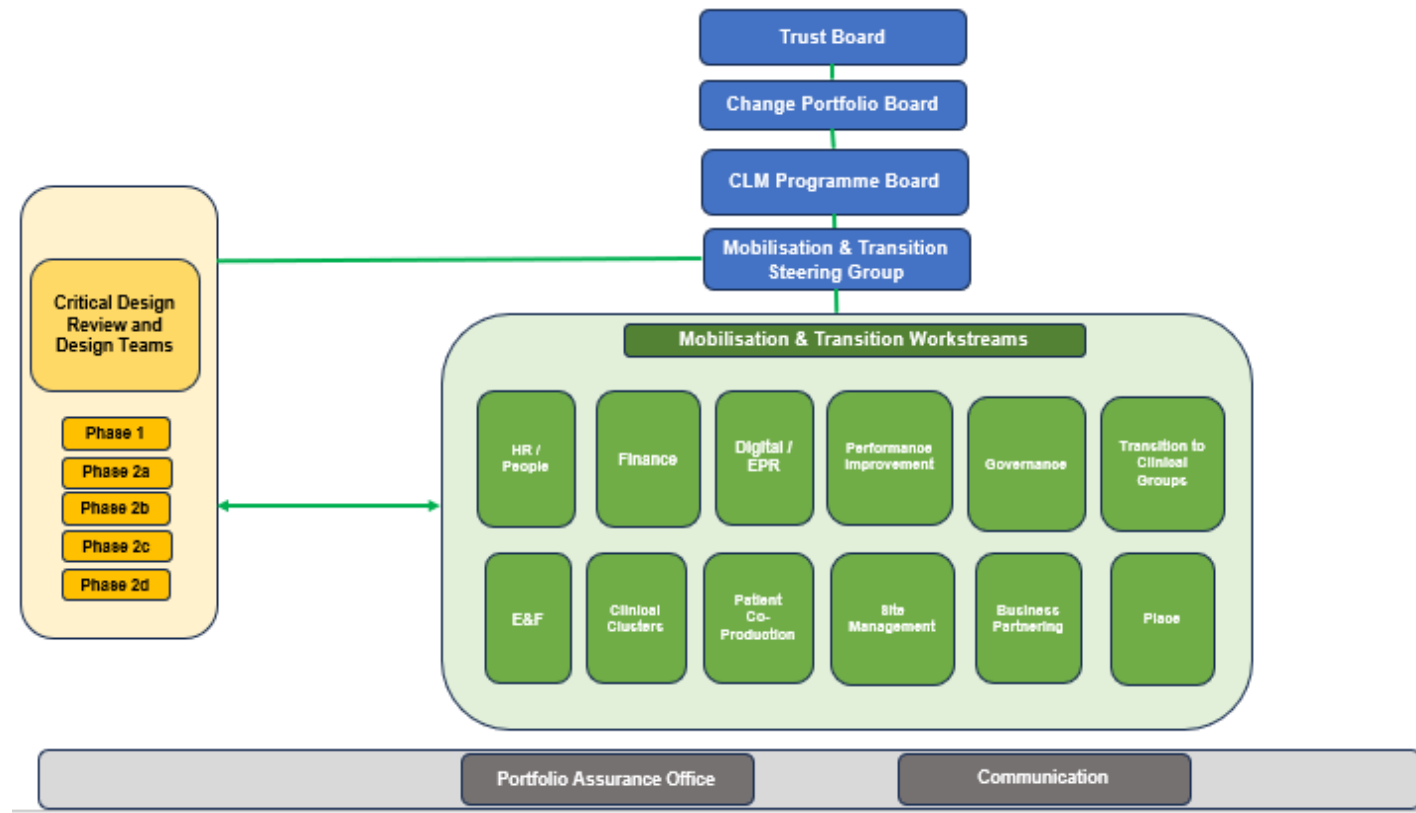 Trust Board
Change Portfolio Board
CLM Programme Board
Mobilisation & Transition
Steering Group
Critical Design
Review and
Design Teams
Phase 1
Phase 2a
Phase 2b
Phase 2c
Phase 2d
Mobilisation & Transition Workstreams
HR /
People
Finance
Digital /
EPR
Performance
Improvement
Governance
Transition to
Clinical
Groups
E&F
Clinical
Clusters
Patient
Co-
Production
Site
Management
Business
Partnering
Place
Portfolio Assurance Office
Communication